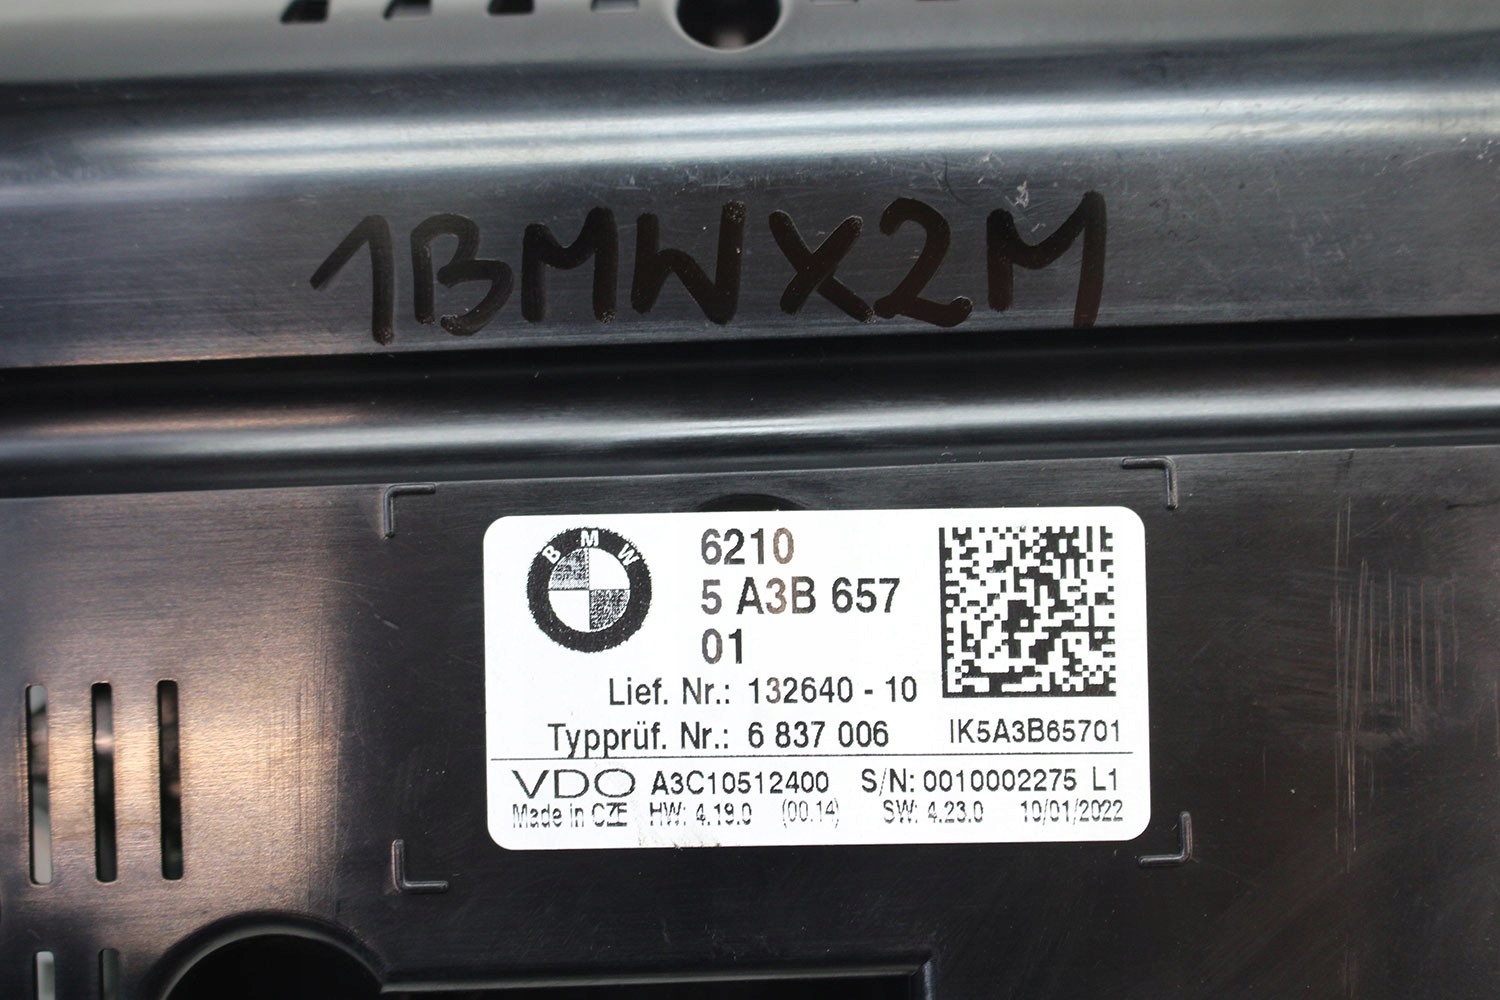 1BMWX2M
BMW
6210
5 A3B 657
01
Lief. Nr.: 132640 - 10
Typprüf. Nr.: 6 837 006
IK5A3B65701
VDO A3C10512400 S/N: 0010002275 L1
Made in CZE HW: 4.19.0 (00.14) SW: 4.23.0 10/01/2022